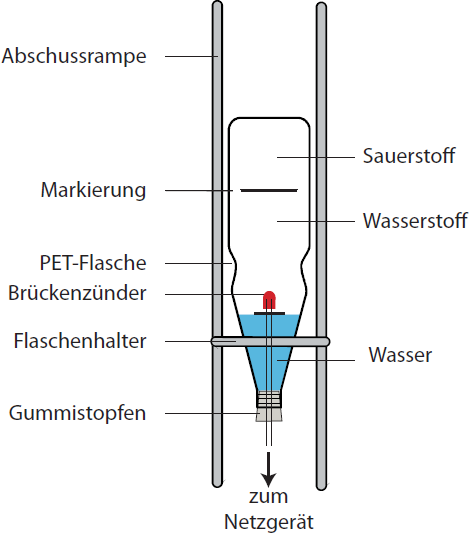 Abschussrampe
Sauerstoff
Markierung
Wasserstoff
PET-Flasche
Brückenzünder
Flaschenhalter
Wasser
Gummistopfen
zum
Netzgerät